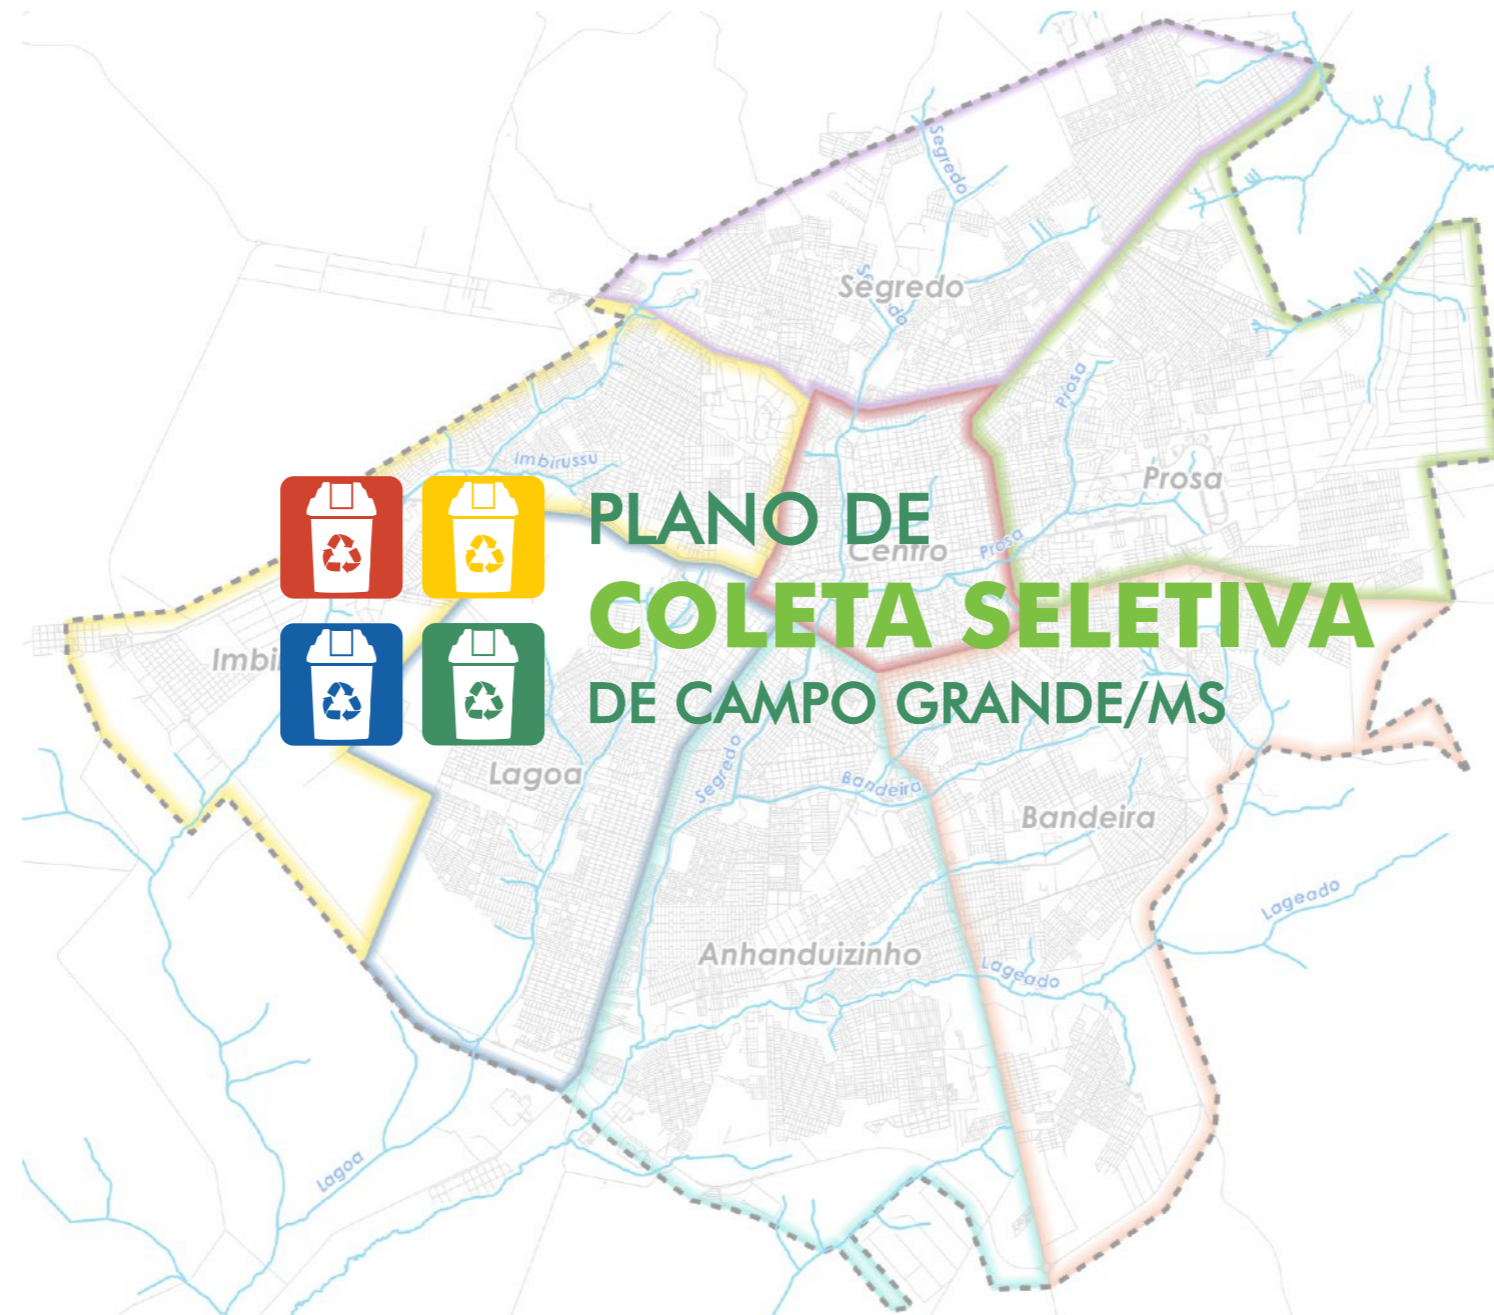 Segredo
Segredo
Segredo
Prosa
Imbirussu
Prosa
PLANO DE
Centro
Prosa
COLETA SELETIVA
DE CAMPO GRANDE/MS
Lagoa
Segredo
Bandeira
Bandeira
Lageado
Anhanduizinho
Lageado
Lagoa